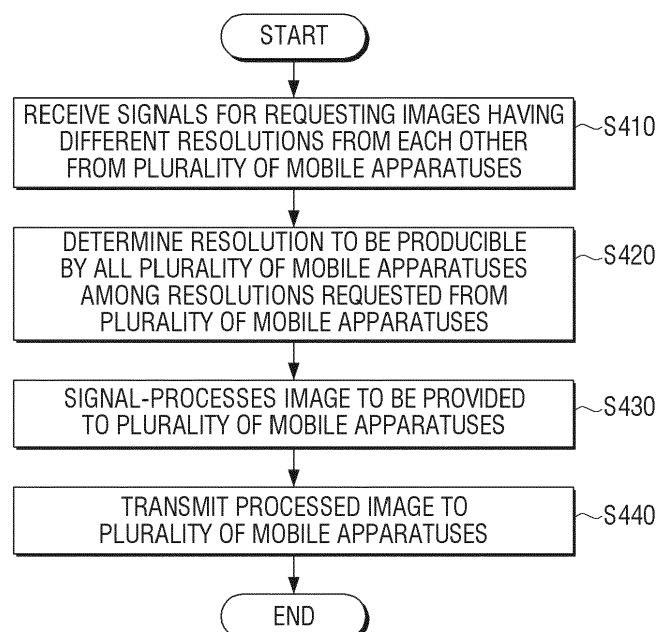 START
RECEIVE SIGNALS FOR REQUESTING IMAGES HAVING
DIFFERENT RESOLUTIONS FROM EACH OTHER
FROM PLURALITY OF MOBILE APPARATUSES
S410
DETERMINE RESOLUTION TO BE PRODUCIBLE
BY ALL PLURALITY OF MOBILE APPARATUSES
AMONG RESOLUTIONS REQUESTED FROM
PLURALITY OF MOBILE APPARATUSES
S420
SIGNAL-PROCESSES IMAGE TO BE PROVIDED
TO PLURALITY OF MOBILE APPARATUSES
S430
TRANSMIT PROCESSED IMAGE TO
PLURALITY OF MOBILE APPARATUSES
S440
END